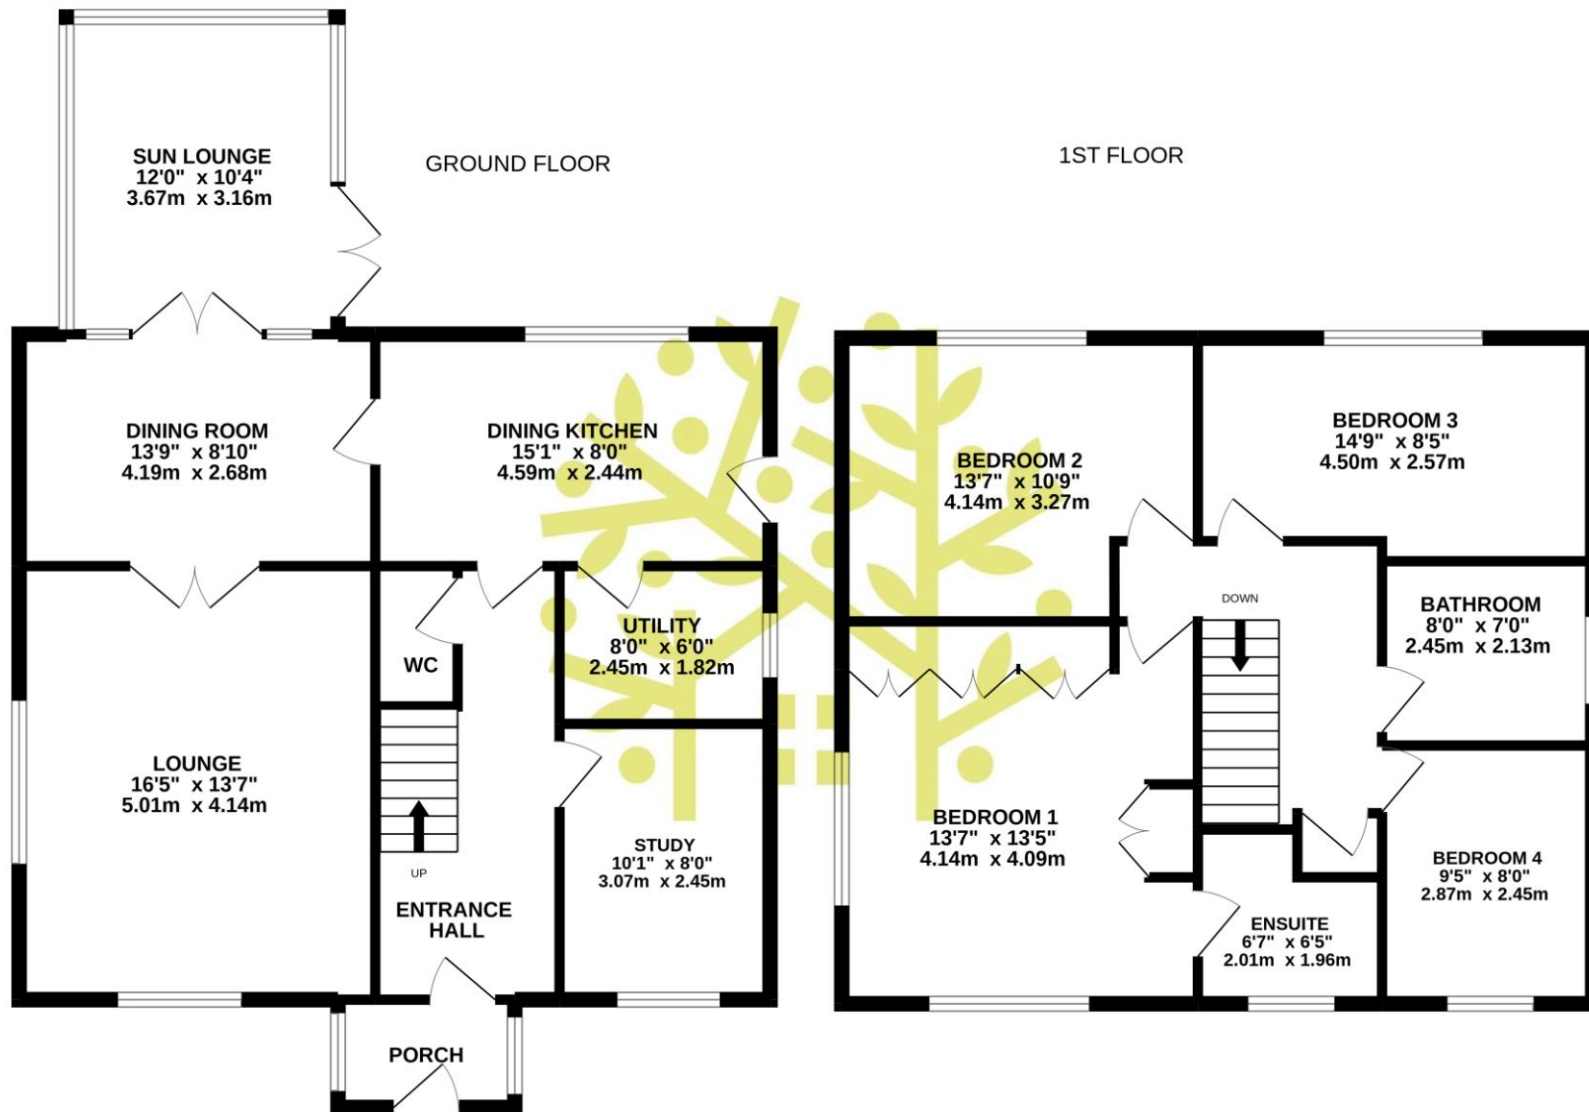 GROUND FLOOR
SUN LOUNGE
12'0" x 10'4"
3.67m x 3.16m
DINING ROOM
13'9" x 8'10"
4.19m x 2.68m
DINING KITCHEN
15'1" x 8'0"
4.59m x 2.44m
UTILITY
8'0" x 6'0"
2.45m x 1.82m
WC
LOUNGE
16'5" x 13'7"
5.01m x 4.14m
STUDY
10'1" x 8'0"
3.07m x 2.45m
UP
ENTRANCE
HALL
PORCH
1ST FLOOR
BEDROOM 2
13'7" x 10'9"
4.14m x 3.27m
BEDROOM 3
14'9" x 8'5"
4.50m x 2.57m
DOWN
BATHROOM
8'0" x 7'0"
2.45m x 2.13m
BEDROOM 1
13'7" x 13'5"
4.14m x 4.09m
BEDROOM 4
9'5" x 8'0"
2.87m x 2.45m
ENSUITE
6'7" x 6'5"
2.01m x 1.96m